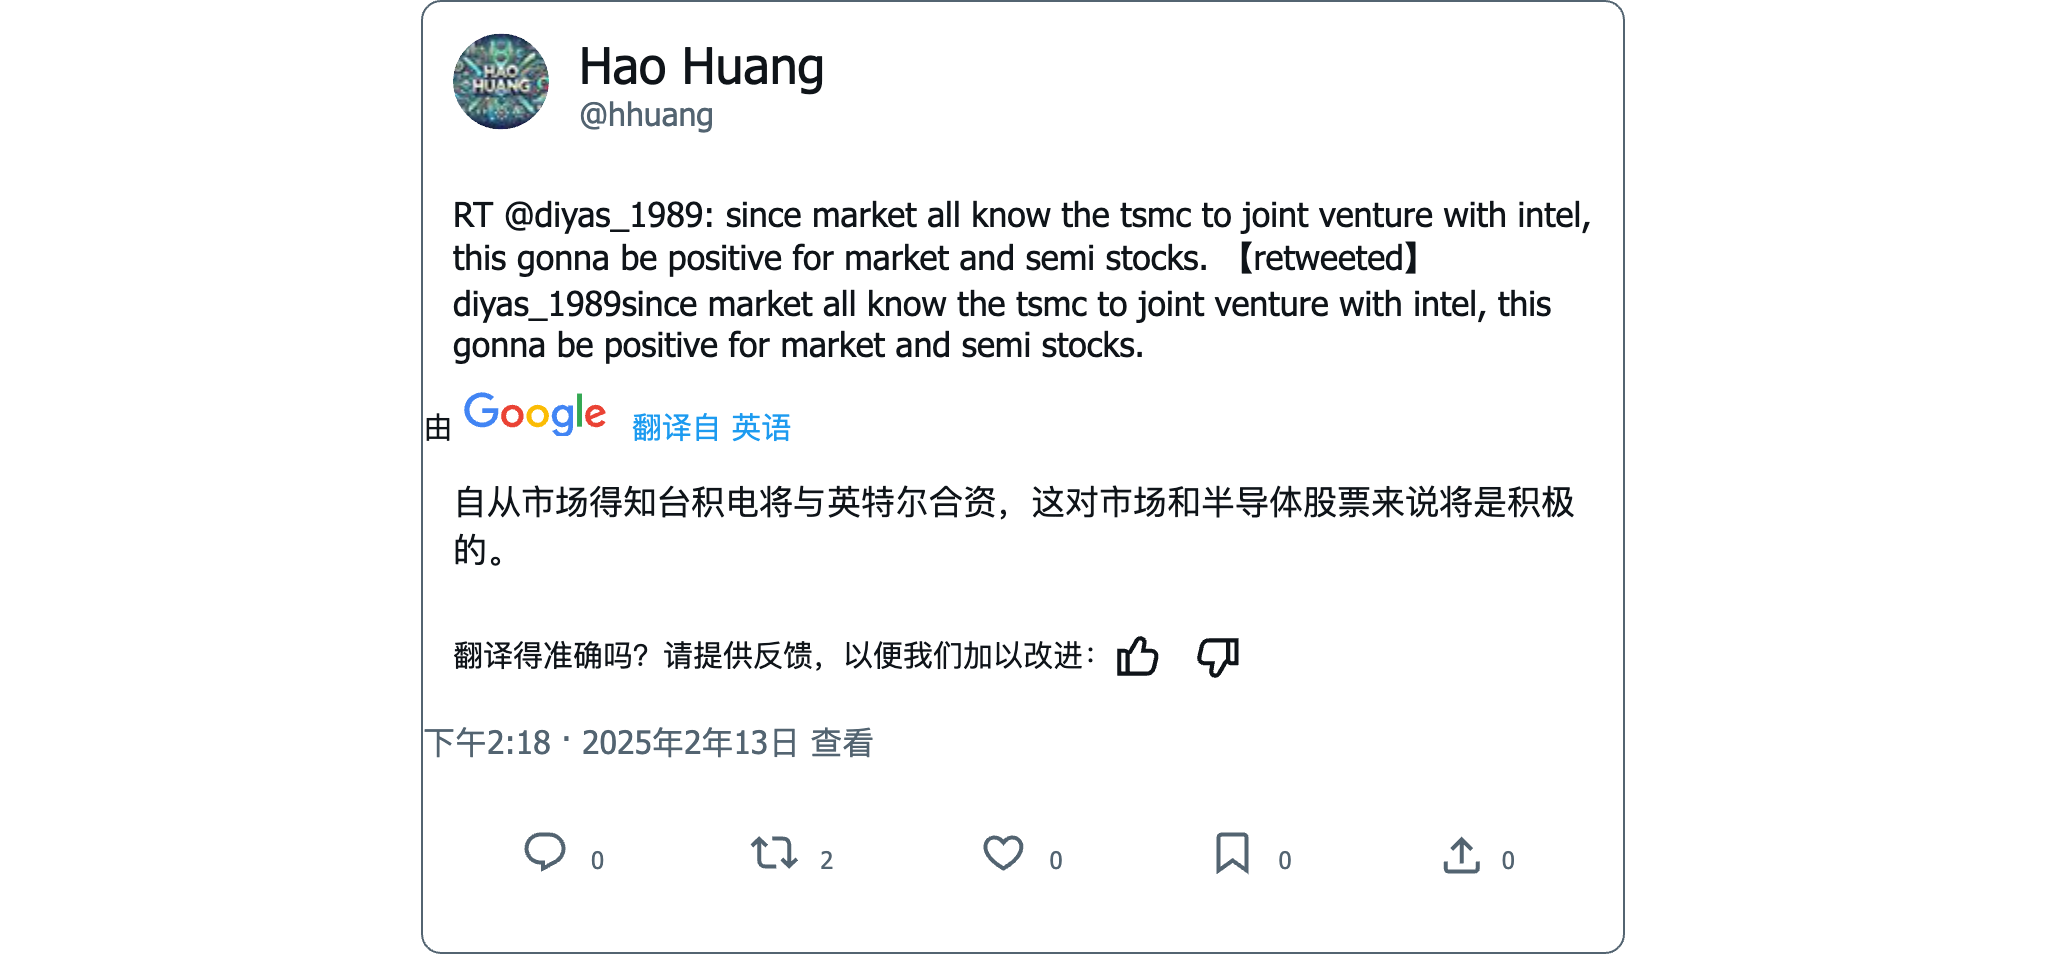 HAO
HUANG
Hao Huang
@hhuang
RT @diyas_1989: since market all know the tsmc to joint venture with intel,
this gonna be positive for market and semi stocks. 【retweeted】
diyas_1989since market all know the tsmc to joint venture with intel, this
gonna be positive for market and semi stocks.
由 Google 翻译自 英语
自从市场得知台积电将与英特尔合资，这对市场和半导体股票来说将是积极
的。
翻译得准确吗？请提供反馈，以便我们加以改进：
下午2:18 · 2025年2年13日 查看
0 2 0 0 0